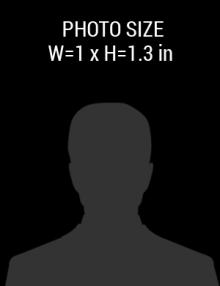 PHOTO SIZE
W=1 x H=1.3 in